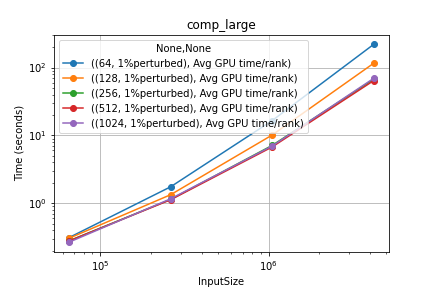 comp_large
None,None
((64, 1%perturbed), Avg GPU time/rank)
((128, 1%perturbed), Avg GPU time/rank)
((256, 1%perturbed), Avg GPU time/rank)
((512, 1%perturbed), Avg GPU time/rank)
((1024, 1%perturbed), Avg GPU time/rank)
Time (seconds)
10²
10¹
10⁰
10⁵
10⁶
InputSize